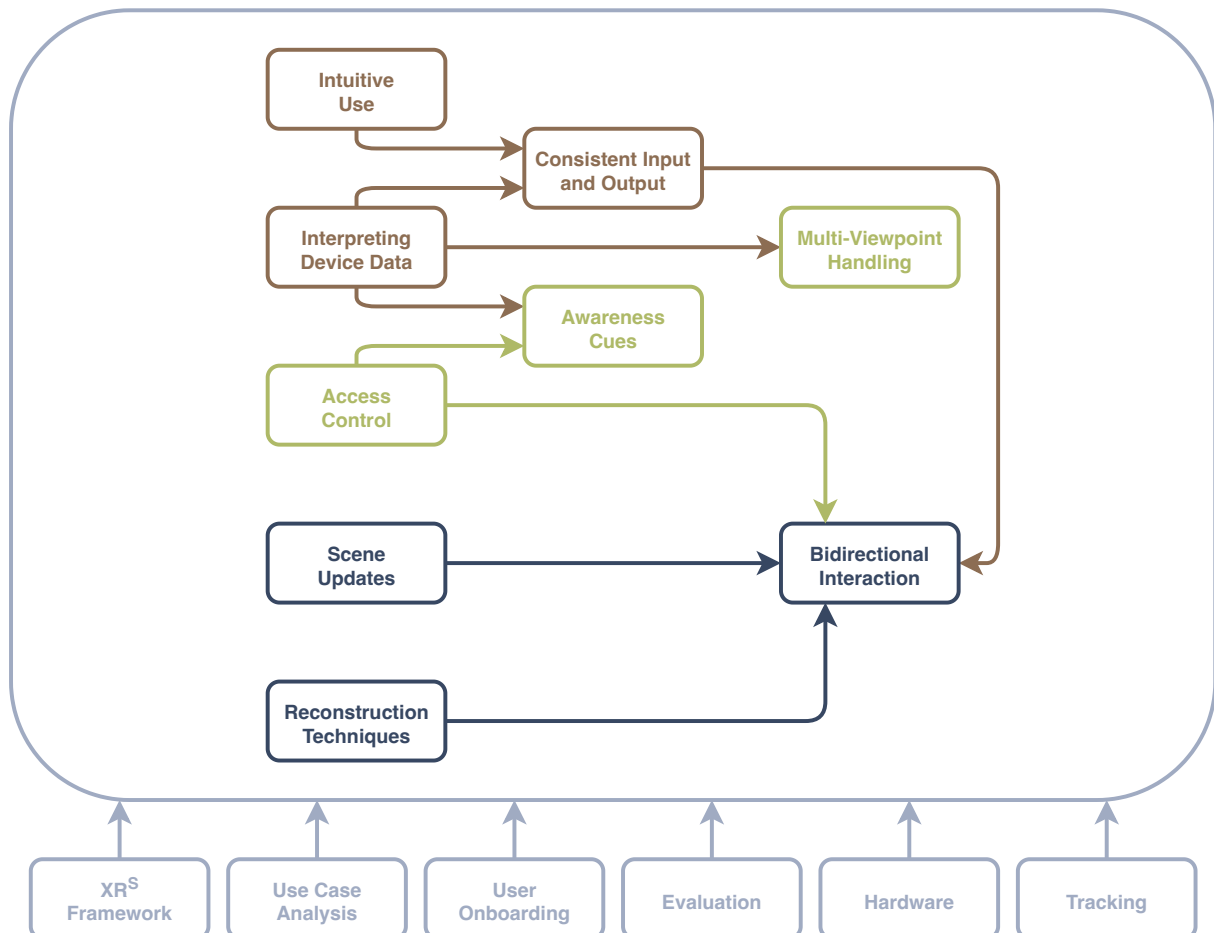 Intuitive
Use
Consistent Input
and Output
Interpreting
Device Data
Multi-Viewpoint
Handling
Awareness
Cues
Access
Control
Scene
Updates
Bidirectional
Interaction
Reconstruction
Techniques
XRS
Framework
Use Case
Analysis
User
Onboarding
Evaluation
Hardware
Tracking